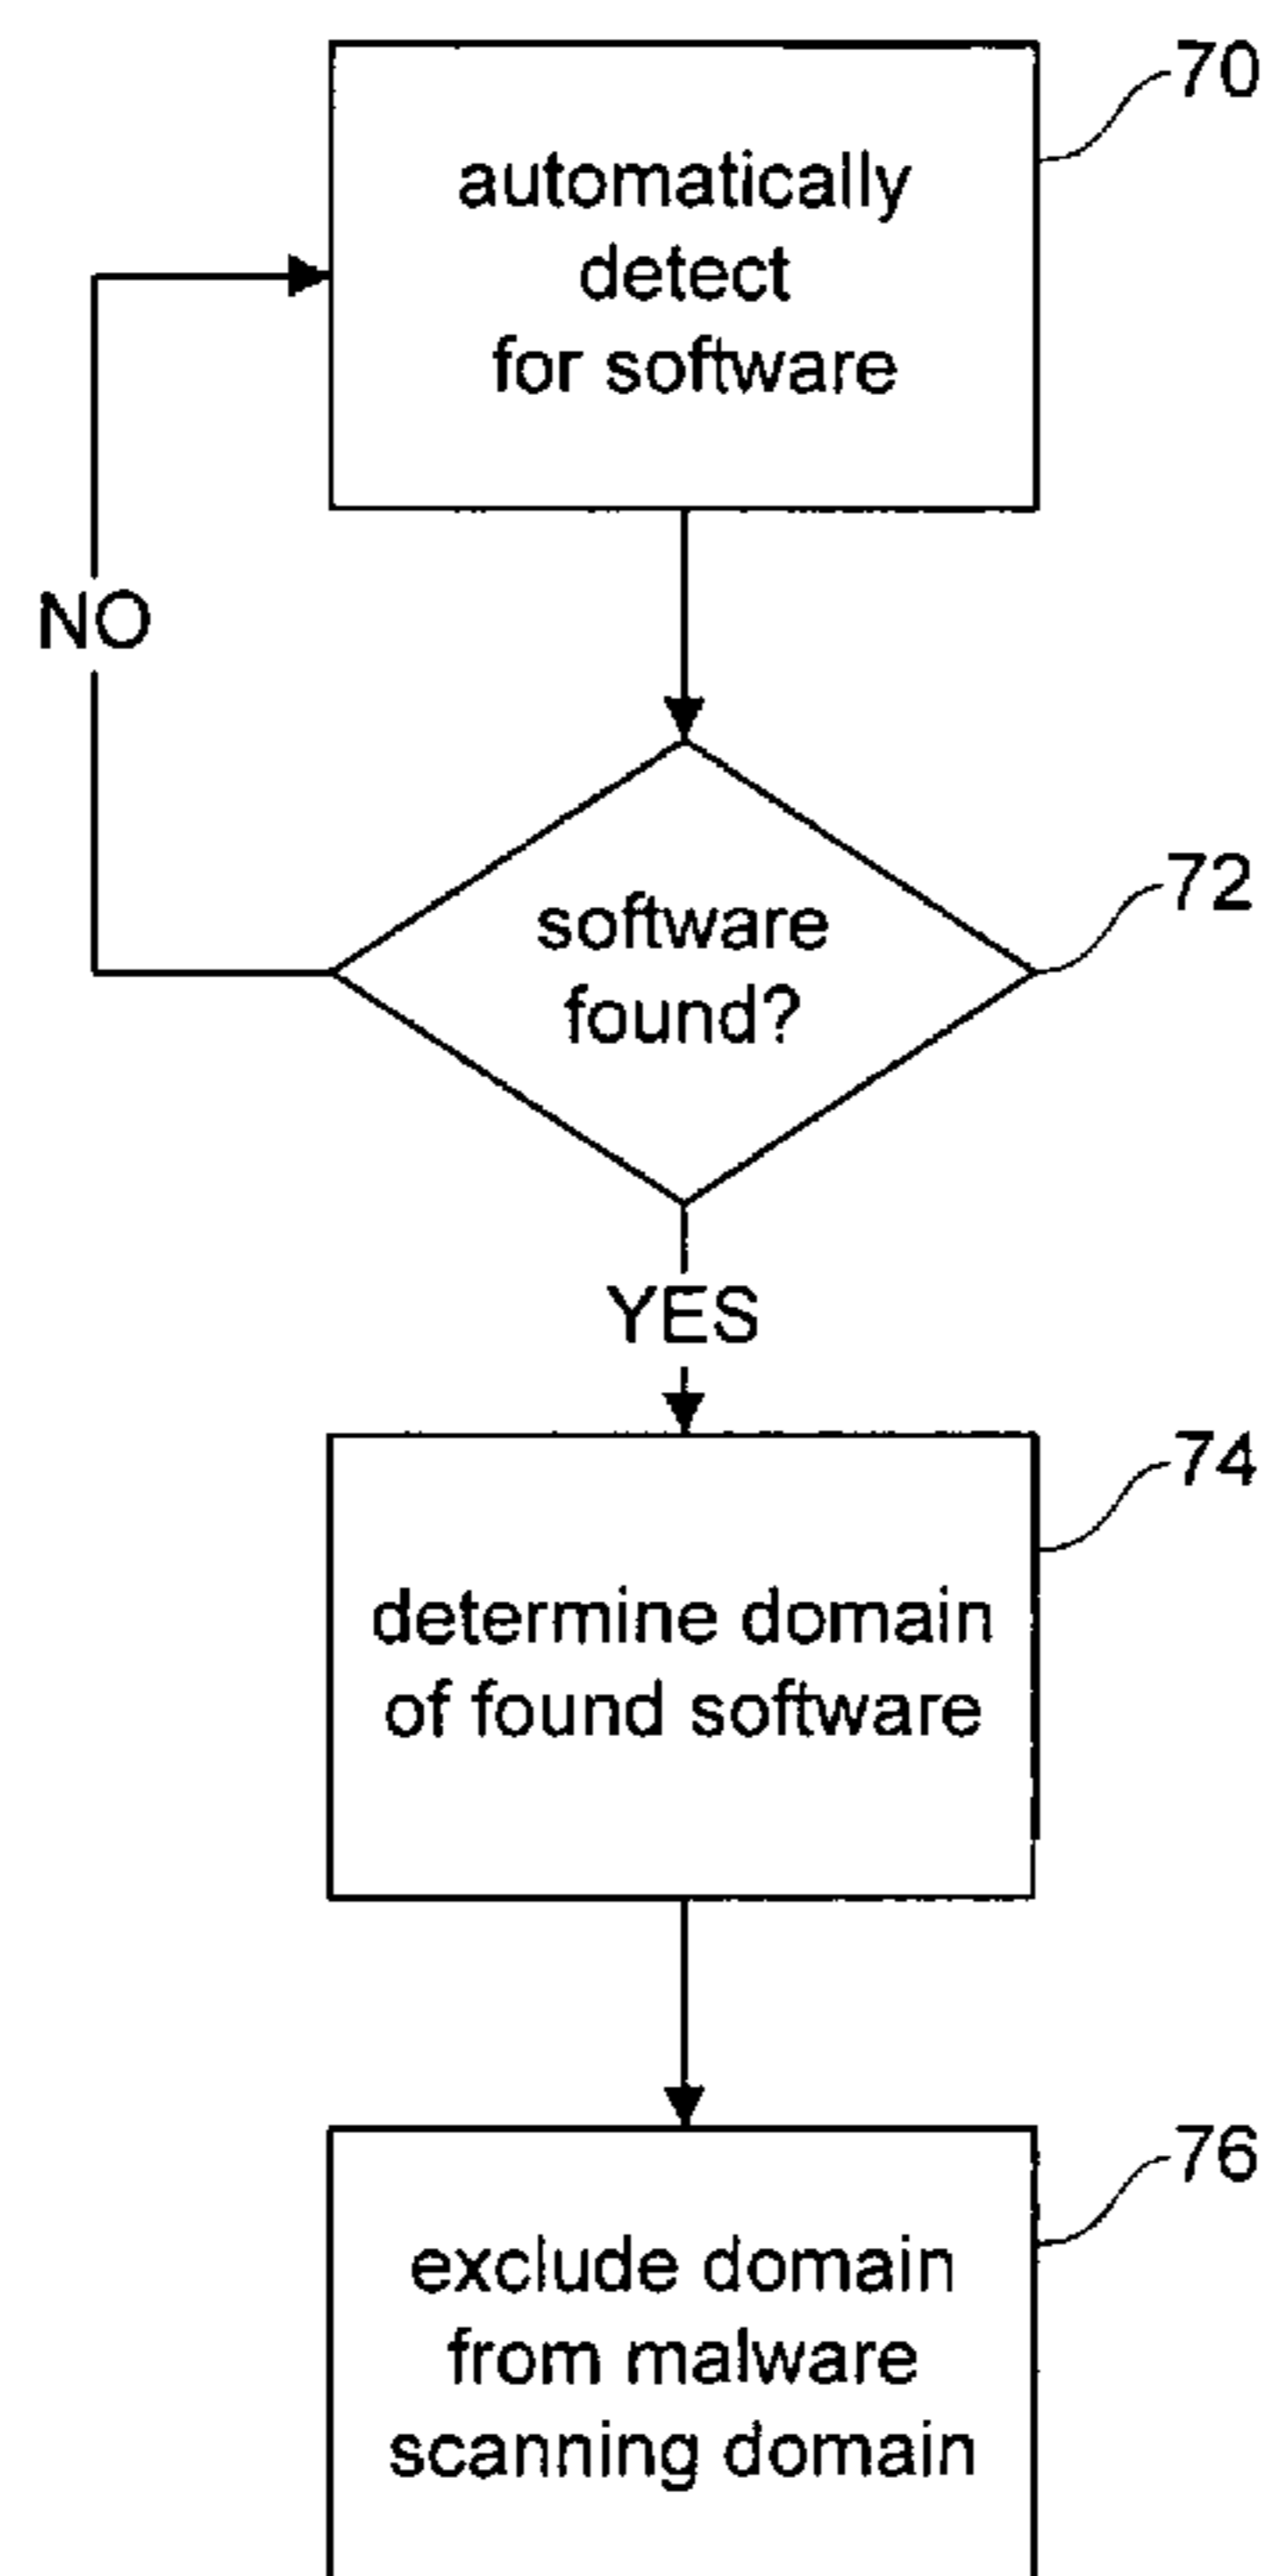 70
automatically
detect
for software
NO
72
software
found?
YES
74
determine domain
of found software
76
exclude domain
from malware
scanning domain